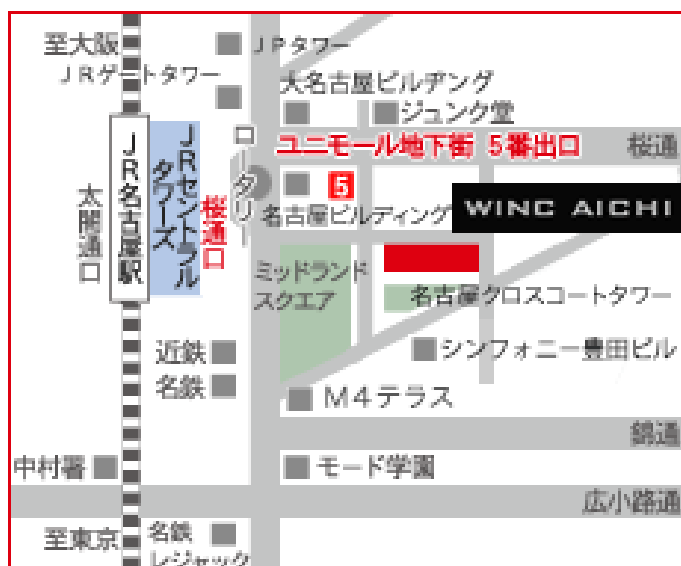 至大阪
JPタワー
JRゲートタワー
大名古屋ビルヂング
ジュンク堂
ロータリー
ユニモール地下街 5番出口
桜通
JR名古屋駅
JRセントラル
タワーズ
桜通口
太閤通口
5
名古屋ビルディング
WINC AICHI
ミッドランド
スクエア
名古屋クロスコートタワー
近鉄
シンフォニー豊田ビル
名鉄
M4テラス
錦通
中村署
モード学園
広小路通
至東京
名鉄
レジャック